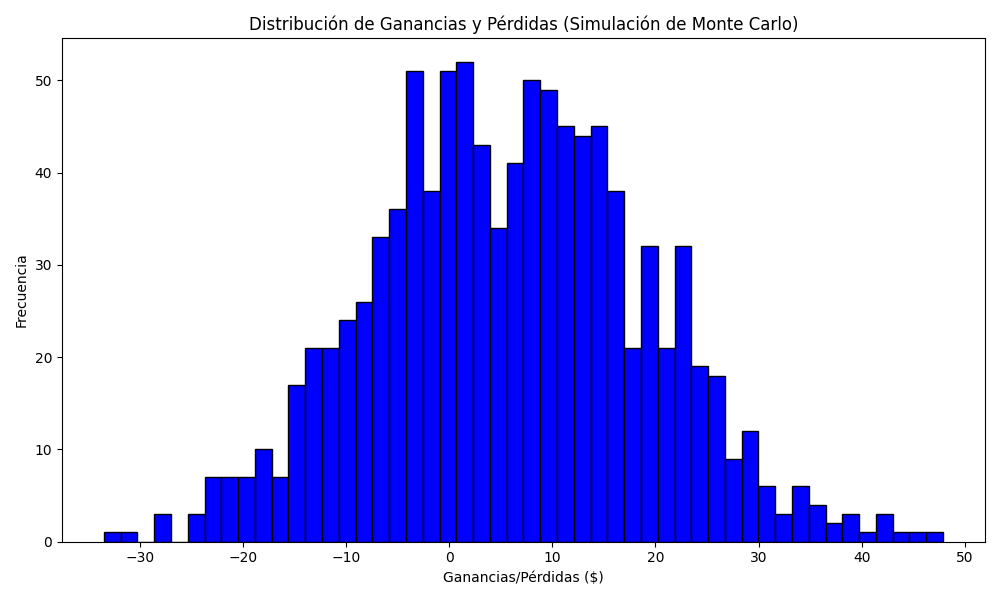 Distribución de Ganancias y Pérdidas (Simulación de Monte Carlo)
Frecuencia
50
40
30
20
10
0
−30 −20 −10 0 10 20 30 40 50
Ganancias/Pérdidas ($)